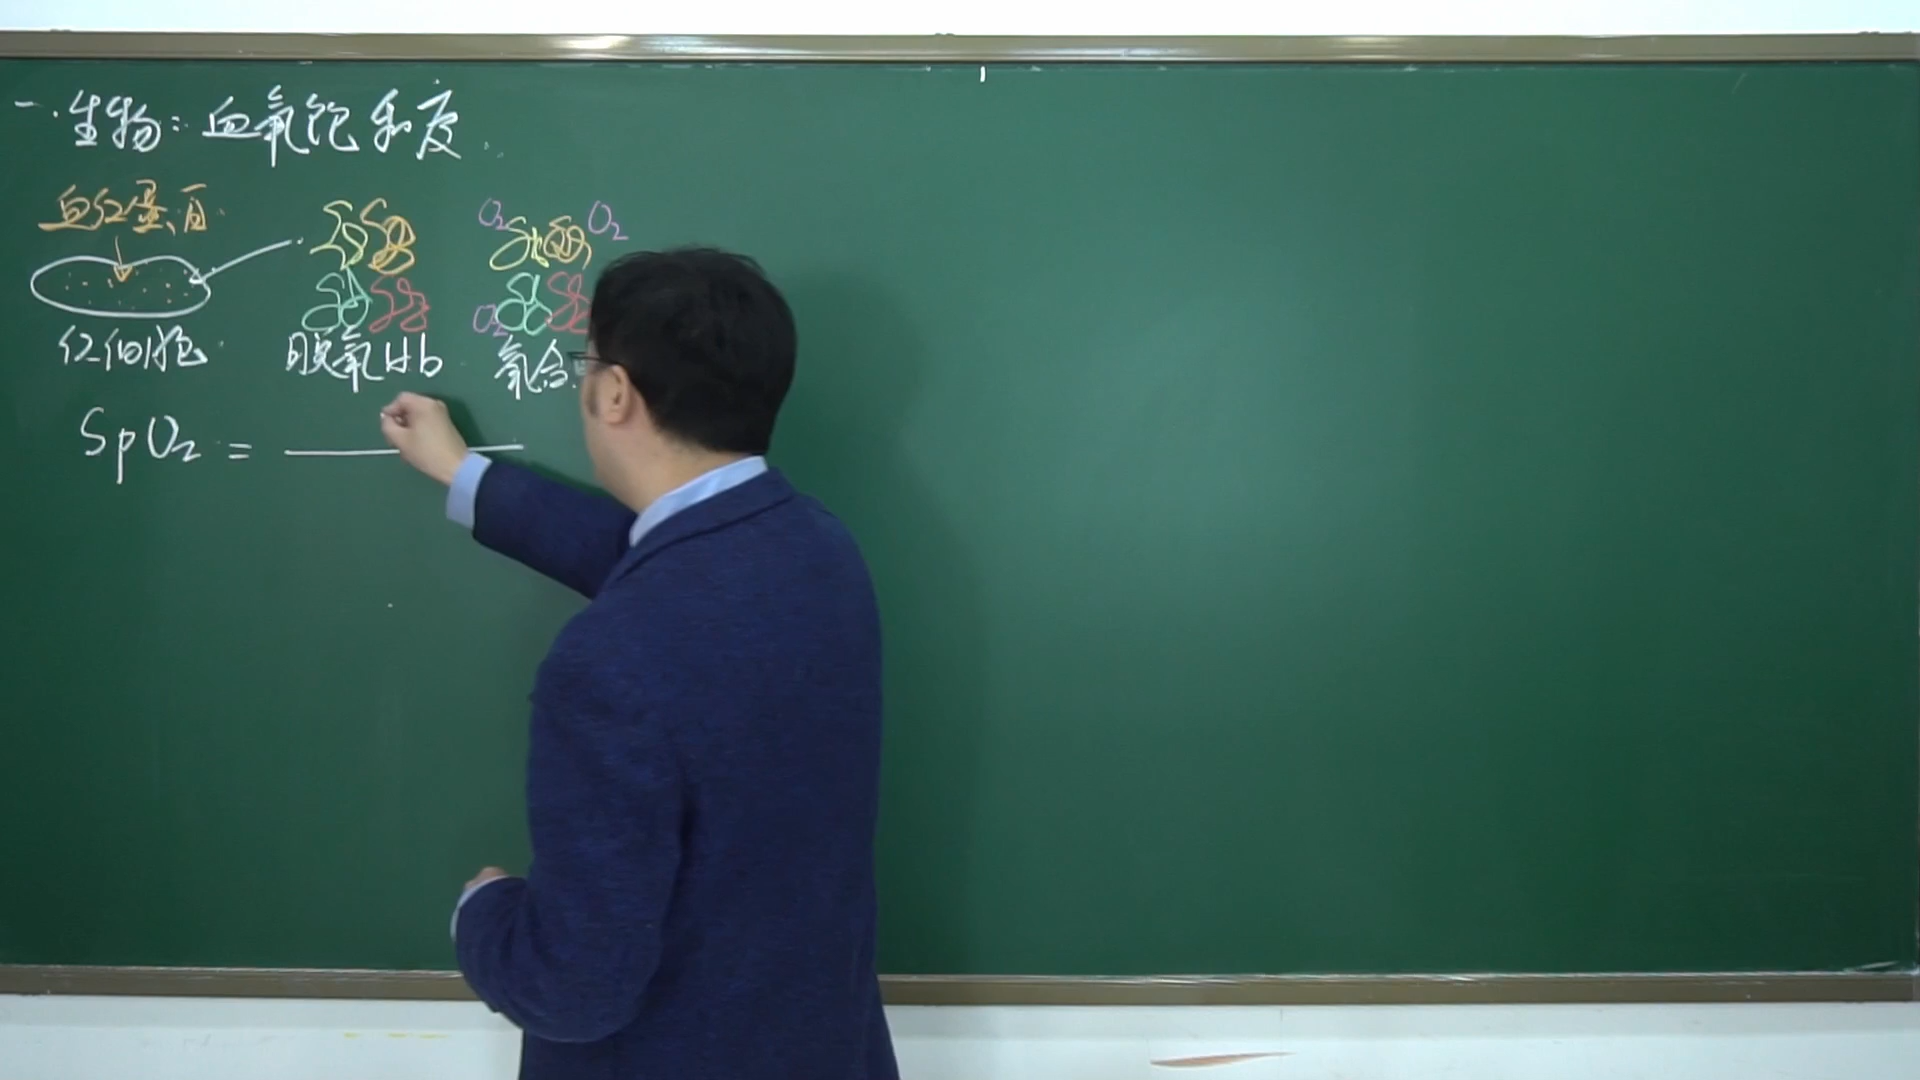 一.生物:血氧饱和度
血红蛋白
O₂ O₂
O₂
红细胞 脱氧Hb 氧合
SpO₂ =